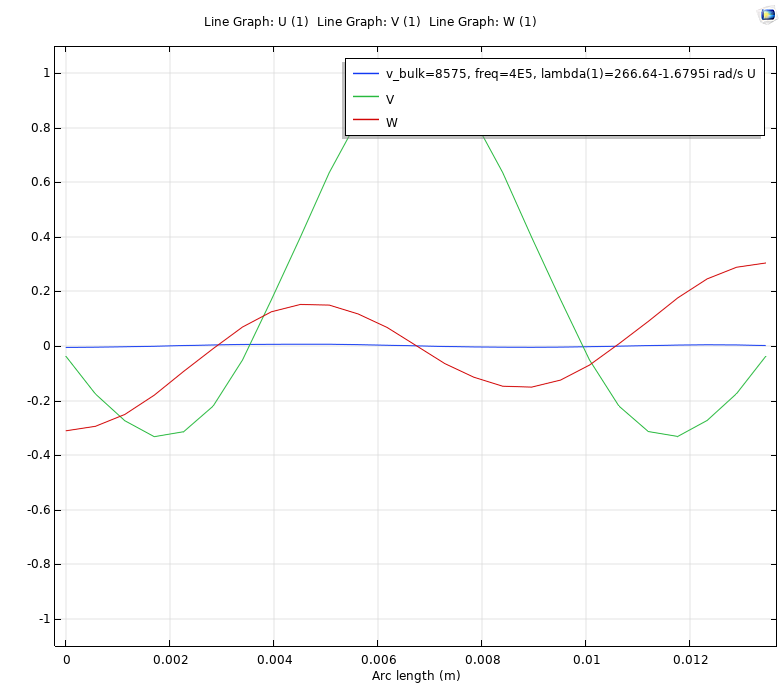 Line Graph: U (1) Line Graph: V (1) Line Graph: W (1)
v_bulk=8575, freq=4E5, lambda(1)=266.64-1.6795i rad/s U
V
W
1
0.8
0.6
0.4
0.2
0
-0.2
-0.4
-0.6
-0.8
-1
0 0.002 0.004 0.006 0.008 0.01 0.012
Arc length (m)